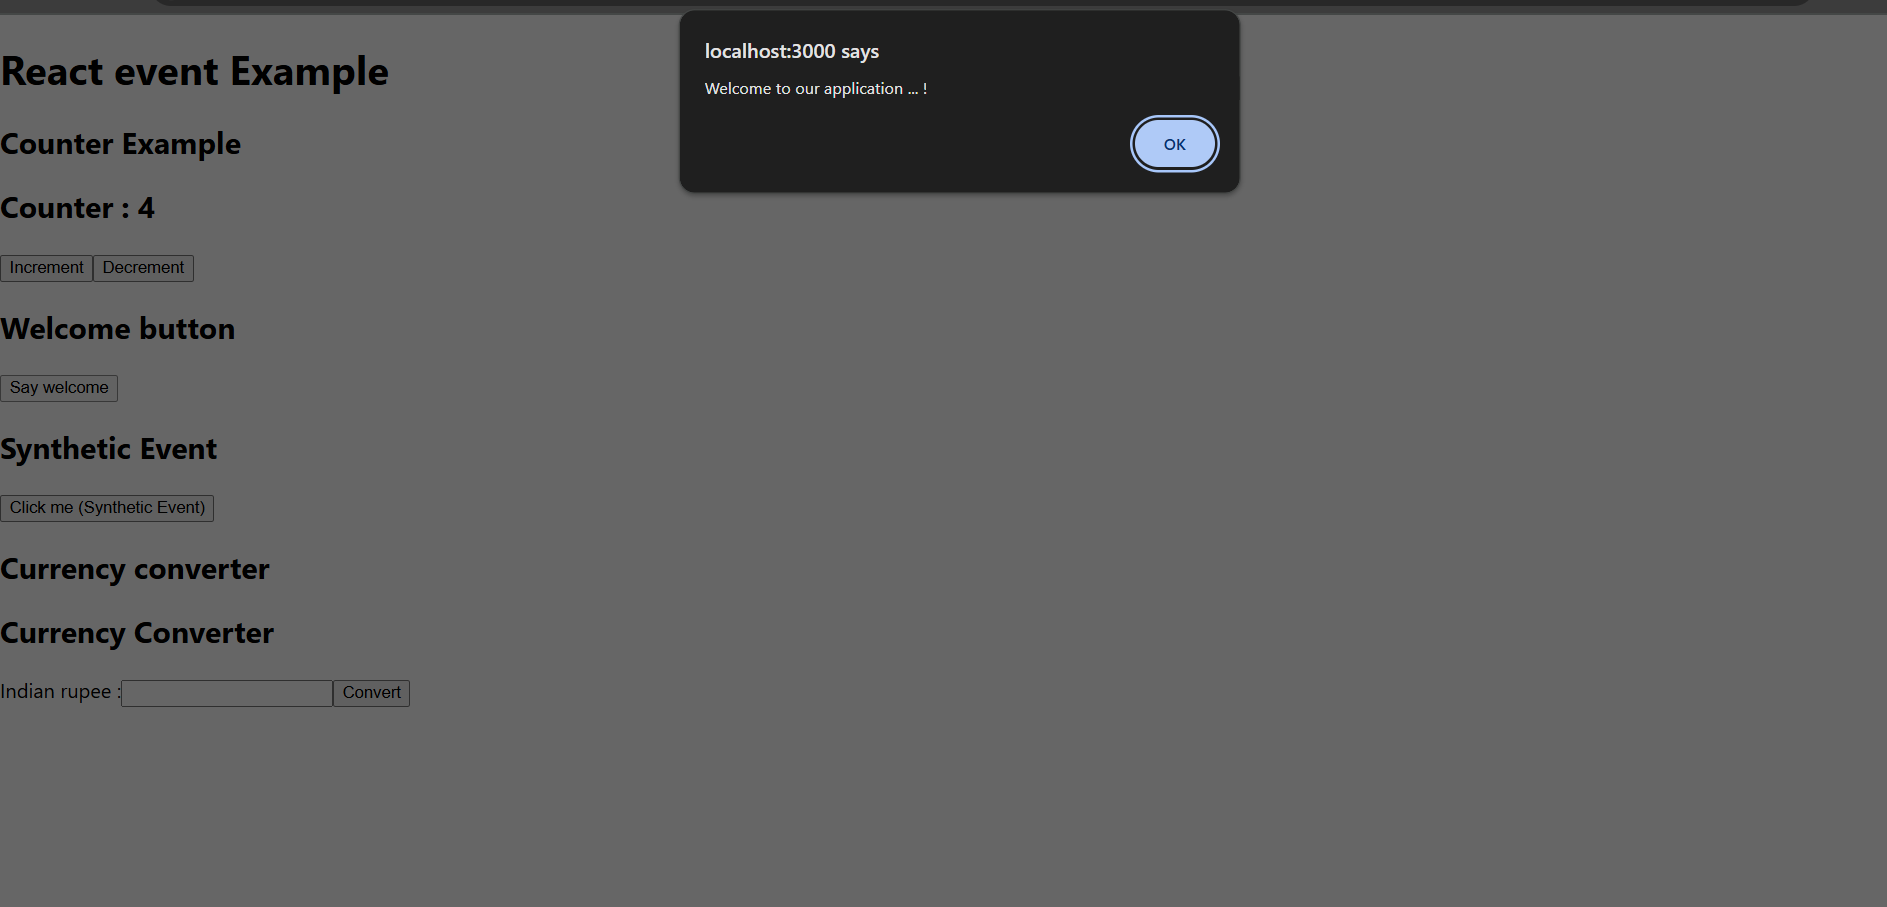 localhost:3000 says
Welcome to our application ... !
OK
React event Example
Counter Example
Counter : 4
Increment Decrement
Welcome button
Say welcome
Synthetic Event
Click me (Synthetic Event)
Currency converter
Currency Converter
Indian rupee : Convert